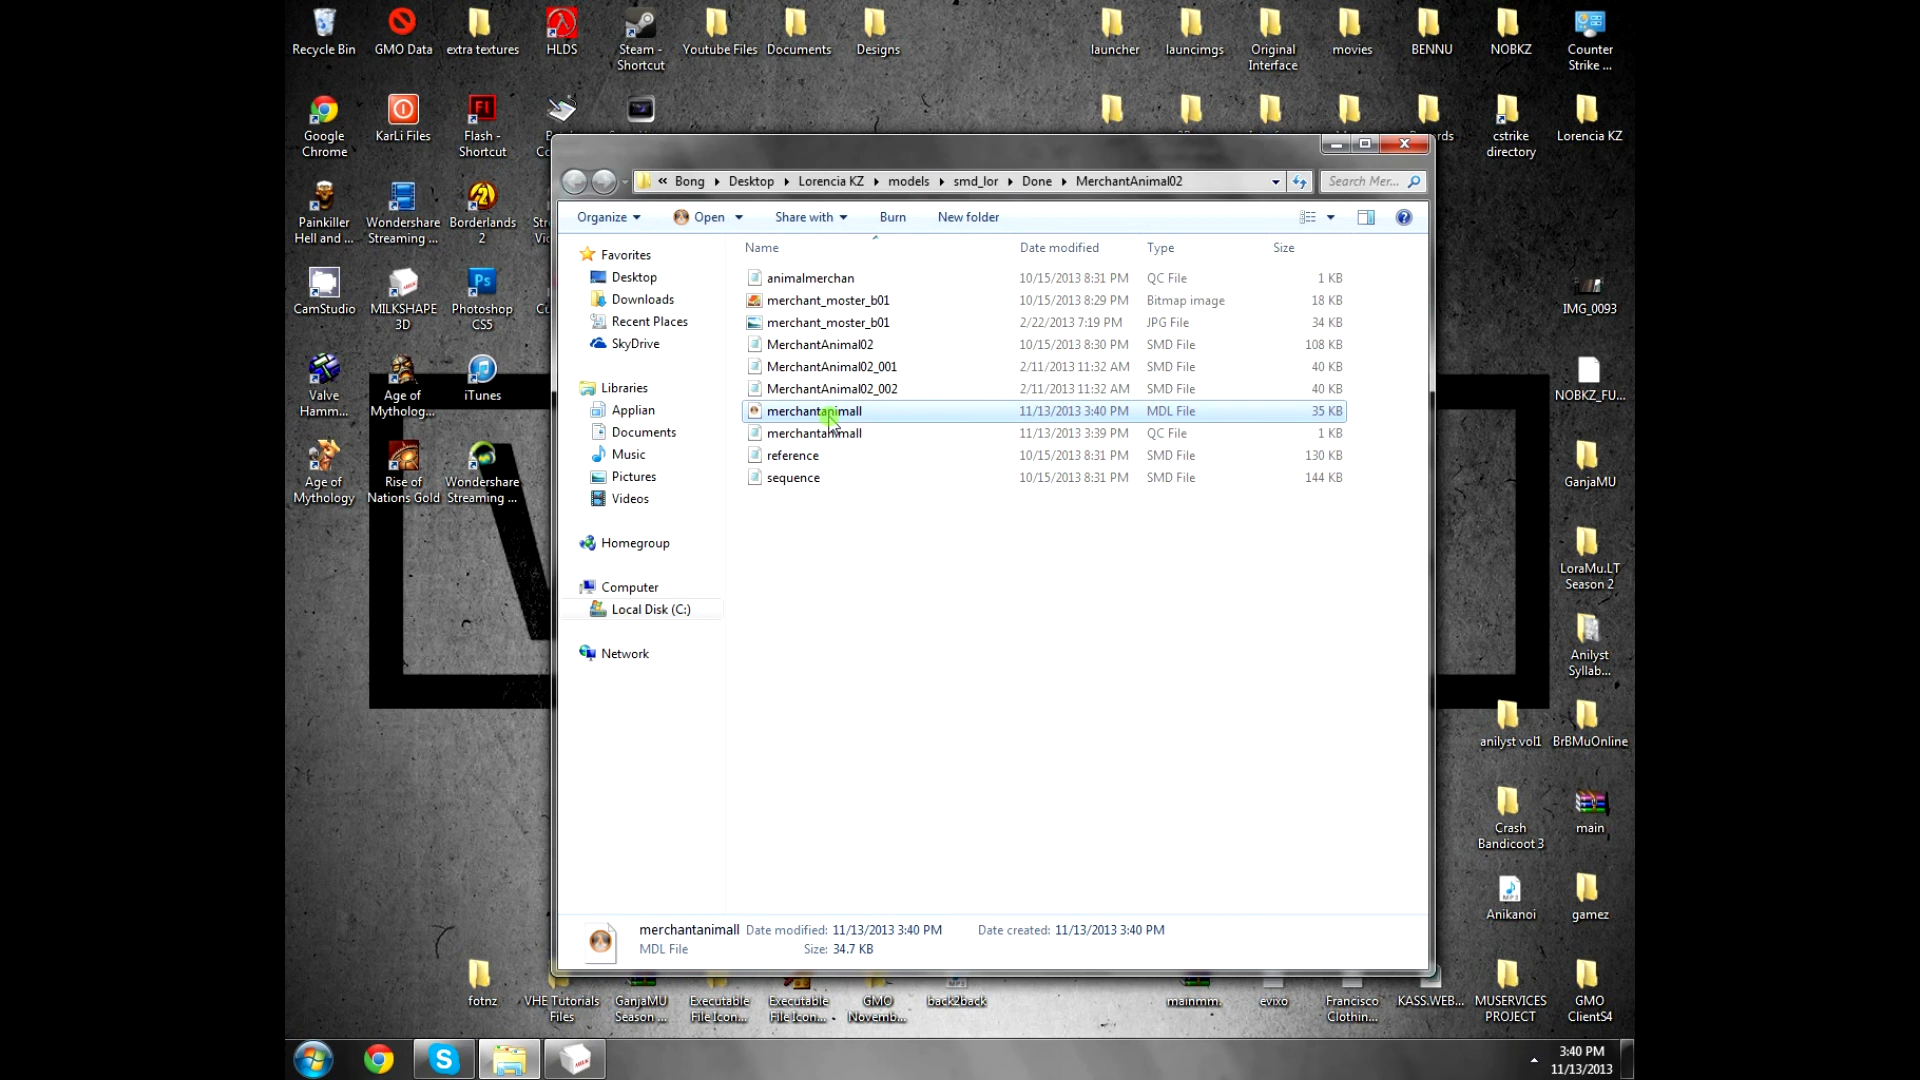 Recycle Bin
GMO Data
extra textures
HLDS
Steam -
Shortcut
Youtube Files
Documents
Designs
launcher
launcimgs
Original
Interface
movies
BENNU
NOBKZ
Counter
Strike ...
Google
Chrome
KarLi Files
Flash -
Shortcut
cstrike
directory
Lorencia KZ
« Bong
Desktop
Lorencia KZ
models
smd_lor
Done
MerchantAnimal02
Search Mer...
Organize
Open
Share with
Burn
New folder
Painkiller
Hell and ...
Wondershare
Streaming ...
Borderlands
2
CamStudio
MILKSHAPE
3D
Photoshop
CS5
Valve
Hamm...
Age of
Mytholog...
iTunes
Age of
Mythology
Rise of
Nations Gold
Wondershare
Streaming ...
Favorites
Desktop
Downloads
Recent Places
SkyDrive
Libraries
Applian
Documents
Music
Pictures
Videos
Homegroup
Computer
Local Disk (C:)
Network
Name Date modified Type Size
animalmerchan 10/15/2013 8:31 PM QC File 1 KB
merchant_moster_b01 10/15/2013 8:29 PM Bitmap image 18 KB
merchant_moster_b01 2/22/2013 7:19 PM JPG File 34 KB
MerchantAnimal02 10/15/2013 8:30 PM SMD File 108 KB
MerchantAnimal02_001 2/11/2013 11:32 AM SMD File 40 KB
MerchantAnimal02_002 2/11/2013 11:32 AM SMD File 40 KB
merchantanimall 11/13/2013 3:40 PM MDL File 35 KB
merchantanimall 11/13/2013 3:39 PM QC File 1 KB
reference 10/15/2013 8:31 PM SMD File 130 KB
sequence 10/15/2013 8:31 PM SMD File 144 KB
merchantanimall Date modified: 11/13/2013 3:40 PM Date created: 11/13/2013 3:40 PM
MDL File Size: 34.7 KB
IMG_0093
NOBKZ_FU...
GanjaMU
LoraMu.LT
Season 2
Anilyst
Syllab...
anilyst vol1
BrBMuOnline
Crash
Bandicoot 3
main
Anikanoi
gamez
fotnz
VHE Tutorials
Files
GanjaMU
Season ...
Executable
File Icon...
Executable
File Icon...
GMO
Novemb...
back2back
mainmm.
evixo
Francisco
Clothin...
KASS.WEB...
MUSERVICES
PROJECT
GMO
ClientS4
3:40 PM
11/13/2013